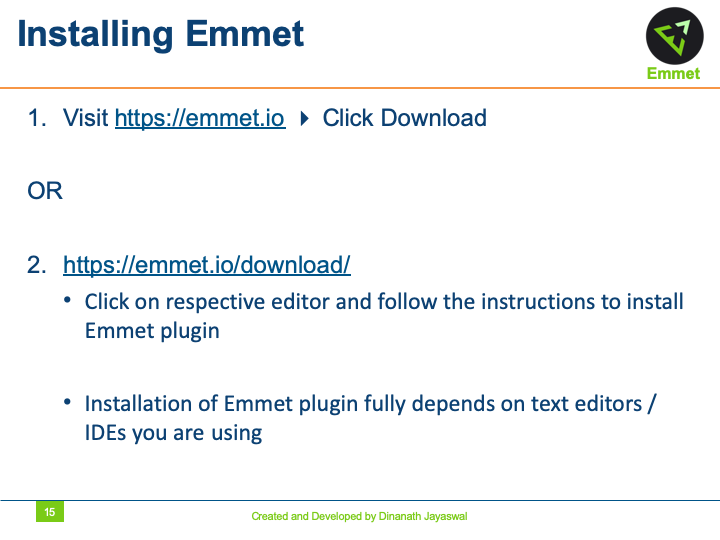 Installing Emmet
Emmet
1. Visit https://emmet.io ▶ Click Download
OR
2. https://emmet.io/download/
• Click on respective editor and follow the instructions to install
Emmet plugin
• Installation of Emmet plugin fully depends on text editors /
IDEs you are using
15
Created and Developed by Dinanath Jayaswal